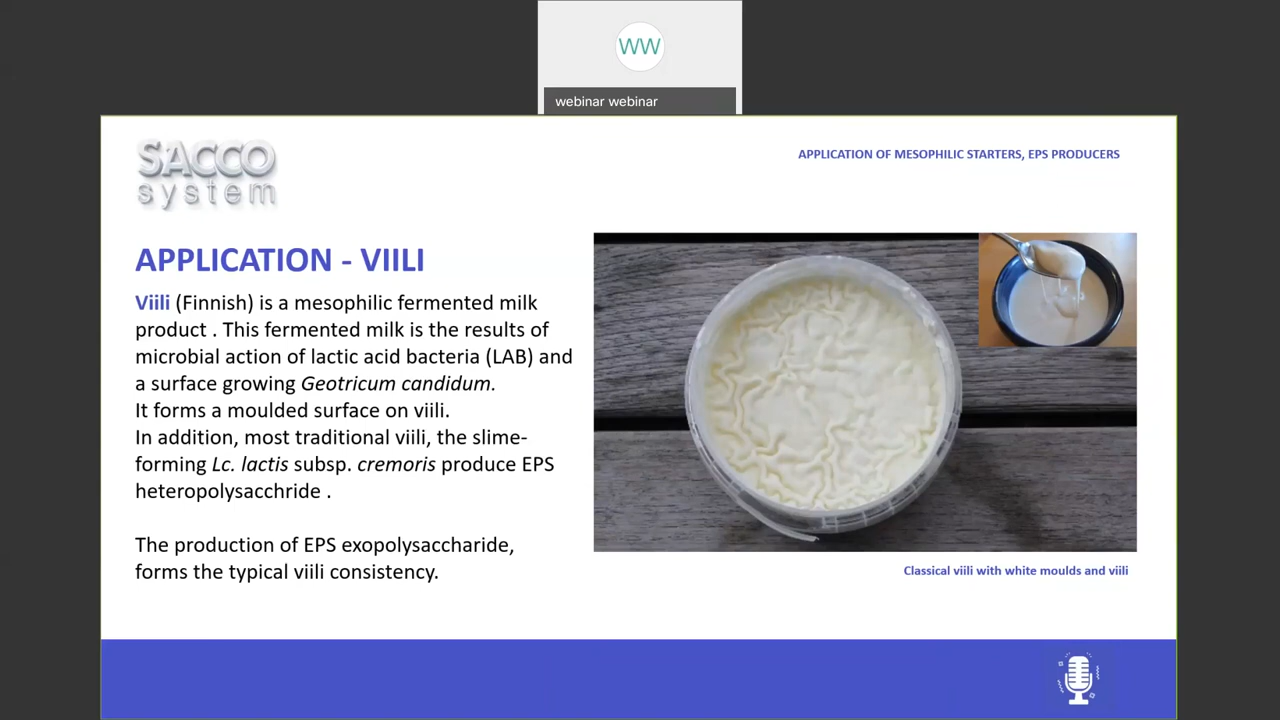 WW
webinar webinar
SACCO
system
APPLICATION OF MESOPHILIC STARTERS, EPS PRODUCERS
APPLICATION - VIILI
Viili (Finnish) is a mesophilic fermented milk
product . This fermented milk is the results of
microbial action of lactic acid bacteria (LAB) and
a surface growing Geotricum candidum.
It forms a moulded surface on viili.
In addition, most traditional viili, the slime-
forming Lc. lactis subsp. cremoris produce EPS
heteropolysacchride .
The production of EPS exopolysaccharide,
forms the typical viili consistency.
Classical viili with white moulds and viili